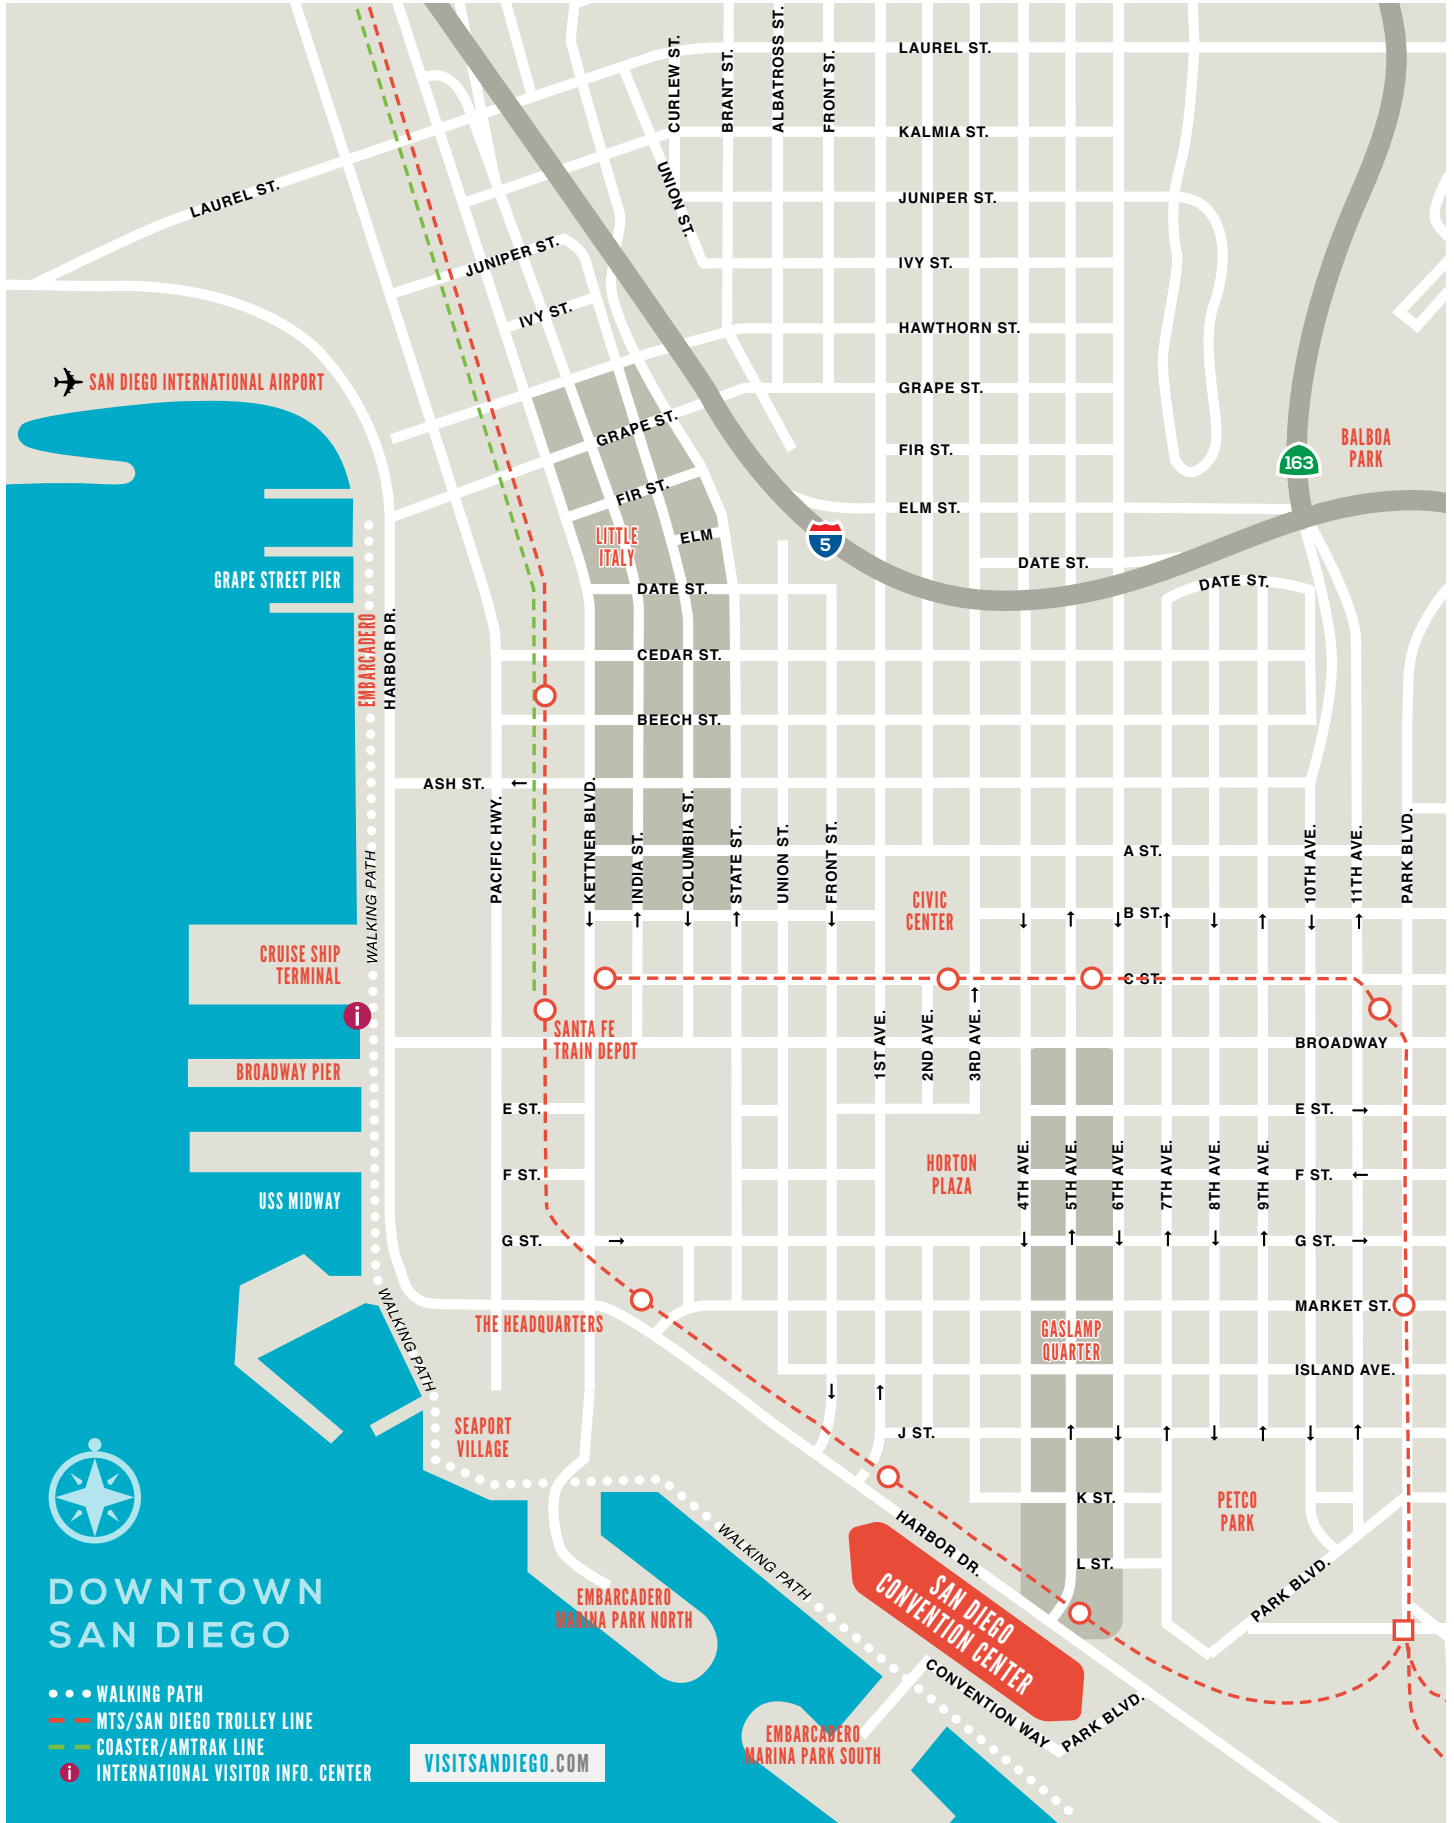 CURLEW ST.
BRANT ST.
ALBATROSS ST.
FRONT ST.
LAUREL ST.
KALMIA ST.
UNION ST.
LAUREL ST.
JUNIPER ST.
JUNIPER ST.
IVY ST.
IVY ST.
HAWTHORN ST.
SAN DIEGO INTERNATIONAL AIRPORT
GRAPE ST.
GRAPE ST.
BALBOA
PARK
FIR ST.
163
FIR ST.
ELM ST.
LITTLE
ITALY
ELM
5
DATE ST.
DATE ST.
GRAPE STREET PIER
DATE ST.
EMBARCADERO
HARBOR DR.
CEDAR ST.
BEECH ST.
ASH ST.
PACIFIC HWY.
KETTNER BLVD.
INDIA ST.
COLUMBIA ST.
STATE ST.
UNION ST.
FRONT ST.
A ST.
10TH AVE.
11TH AVE.
PARK BLVD.
WALKING PATH
CIVIC
CENTER
B ST.
CRUISE SHIP
TERMINAL
C ST.
i
SANTA FE
TRAIN DEPOT
1ST AVE.
2ND AVE.
3RD AVE.
BROADWAY
BROADWAY PIER
E ST.
E ST.
HORTON
PLAZA
4TH AVE.
5TH AVE.
6TH AVE.
7TH AVE.
8TH AVE.
9TH AVE.
F ST.
F ST.
USS MIDWAY
G ST.
G ST.
MARKET ST.
WALKING PATH
THE HEADQUARTERS
GASLAMP
QUARTER
ISLAND AVE.
SEAPORT
VILLAGE
J ST.
K ST.
PETCO
PARK
HARBOR DR.
WALKING PATH
L ST.
PARK BLVD.
SAN DIEGO
CONVENTION CENTER
DOWNTOWN
SAN DIEGO
EMBARCADERO
MARINA PARK NORTH
CONVENTION WAY
PARK BLVD.
WALKING PATH
MTS/SAN DIEGO TROLLEY LINE
COASTER/AMTRAK LINE
i INTERNATIONAL VISITOR INFO. CENTER
VISITSANDIEGO.COM
EMBARCADERO
MARINA PARK SOUTH